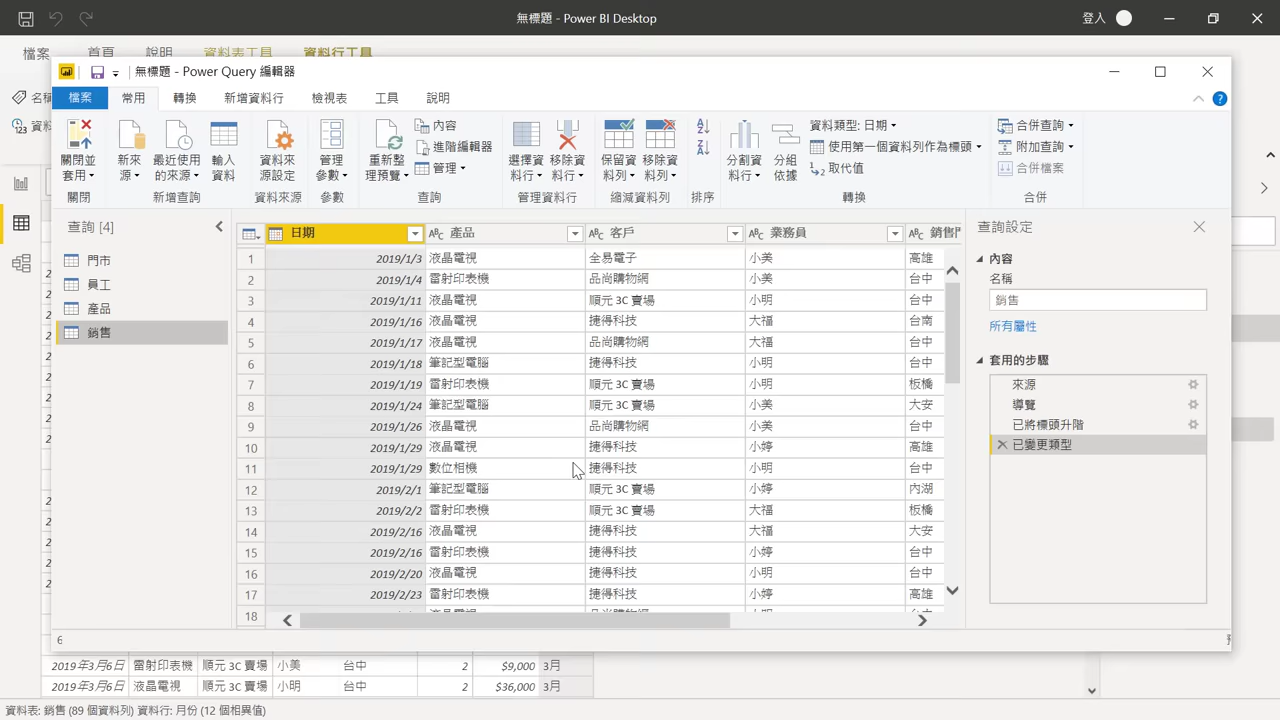 無標題 - Power BI Desktop
登入
檔案 首頁 說明 資料表工具 資料行工具
無標題 - Power Query 編輯器
檔案 常用 轉換 新增資料行 檢視表 工具 說明
關閉並
套用
關閉
新來
源
最近使用
的來源
輸入
資料
新增查詢
資料來
源設定
資料來源
管理
參數
參數
重新整
理預覽
內容
進階編輯器
管理
查詢
選擇資
料行
移除資
料行
管理資料行
保留資
料列
移除資
料列
縮減資料列
排序
分割資
料行
分組
依據
資料類型: 日期
使用第一個資料列作為標頭
取代值
轉換
合併查詢
附加查詢
合併檔案
合併
查詢 [4]
門市
員工
產品
銷售
日期 產品 客戶 業務員
1 2019/1/3 液晶電視 全易電子 小美 高雄
2 2019/1/4 雷射印表機 品尚購物網 小美 台中
3 2019/1/11 液晶電視 順元 3C 賣場 小明 台中
4 2019/1/16 液晶電視 捷得科技 大福 台南
5 2019/1/17 液晶電視 品尚購物網 大福 台中
6 2019/1/18 筆記型電腦 捷得科技 小明 台中
7 2019/1/19 雷射印表機 順元 3C 賣場 小明 板橋
8 2019/1/24 筆記型電腦 順元 3C 賣場 小美 大安
9 2019/1/26 液晶電視 品尚購物網 小美 台中
10 2019/1/29 液晶電視 捷得科技 小婷 高雄
11 2019/1/29 數位相機 捷得科技 小明 台中
12 2019/2/1 筆記型電腦 順元 3C 賣場 小婷 內湖
13 2019/2/2 雷射印表機 順元 3C 賣場 大福 板橋
14 2019/2/16 液晶電視 捷得科技 大福 大安
15 2019/2/16 雷射印表機 捷得科技 小婷 台中
16 2019/2/20 液晶電視 捷得科技 小明 台中
17 2019/2/23 雷射印表機 捷得科技 小婷 高雄
18
查詢設定
內容
名稱
銷售
所有屬性
套用的步驟
來源
導覽
已將標頭升階
已變更類型
6
2019年3月6日 雷射印表機 順元 3C 賣場 小美 台中 2 $9,000 3月
2019年3月6日 液晶電視 順元 3C 賣場 小明 台中 2 $36,000 3月
資料表: 銷售 (89 個資料列) 資料行: 月份 (12 個相異值)